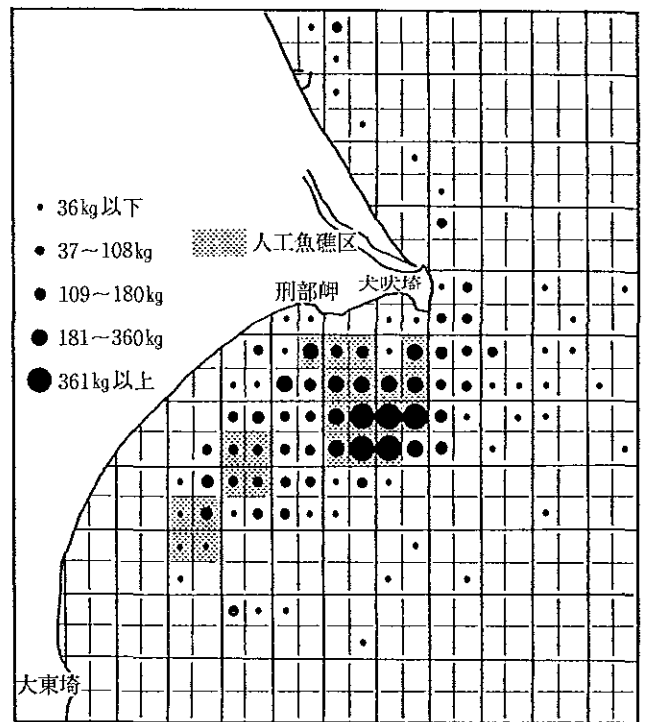 36kg以下
37～108kg
109～180kg
181～360kg
361kg以上
人工魚礁区
刑部岬
犬吠埼
大東埼